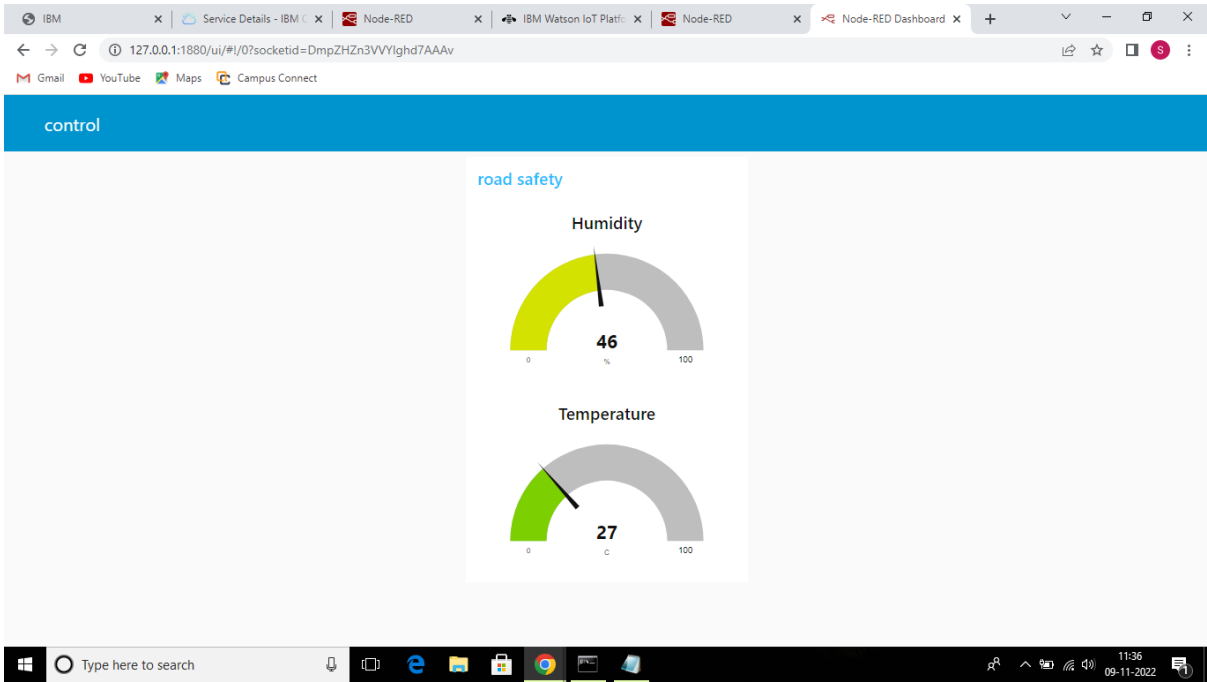 IBM
Service Details - IBM C
Node-RED
IBM Watson IoT Platfo
Node-RED
Node-RED Dashboard
127.0.0.1:1880/ui/#!/0?socketid=DmpZHZn3VVYIghd7AAAv
S
Gmail
YouTube
Maps
Campus Connect
control
road safety
Humidity
46
%
0
100
Temperature
27
C
0
100
Type here to search
11:36
09-11-2022
1